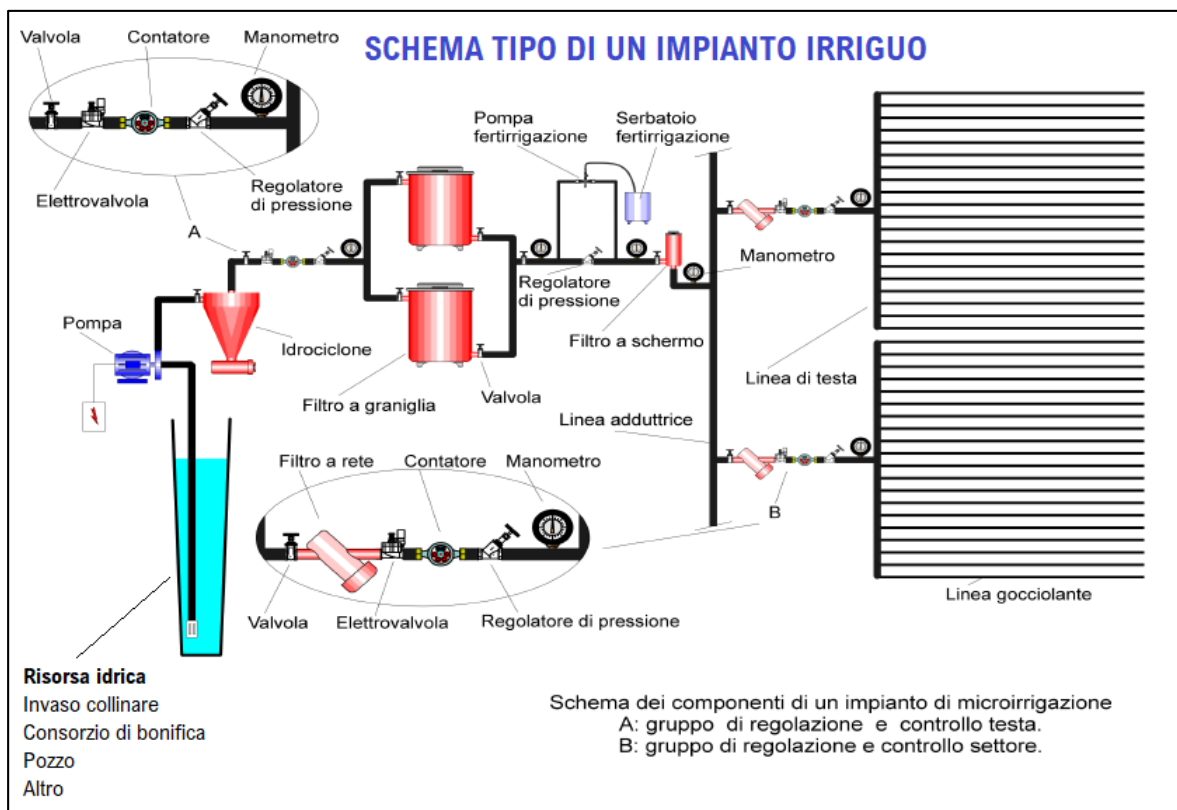 SCHEMA TIPO DI UN IMPIANTO IRRIGUO
Valvola
Contatore
Manometro
Elettrovalvola
Regolatore
di pressione
A
Pompa
fertirrigazione
Serbatoio
fertirrigazione
Manometro
Regolatore
di pressione
Filtro a schermo
Pompa
Idrociclone
Filtro a graniglia
Valvola
Linea di testa
Linea adduttrice
Filtro a rete
Contatore
Manometro
B
Valvola
Elettrovalvola
Regolatore di pressione
Linea gocciolante
Risorsa idrica
Invaso collinare
Consorzio di bonifica
Pozzo
Altro
Schema dei componenti di un impianto di microirrigazione
A: gruppo di regolazione e controllo testa.
B: gruppo di regolazione e controllo settore.